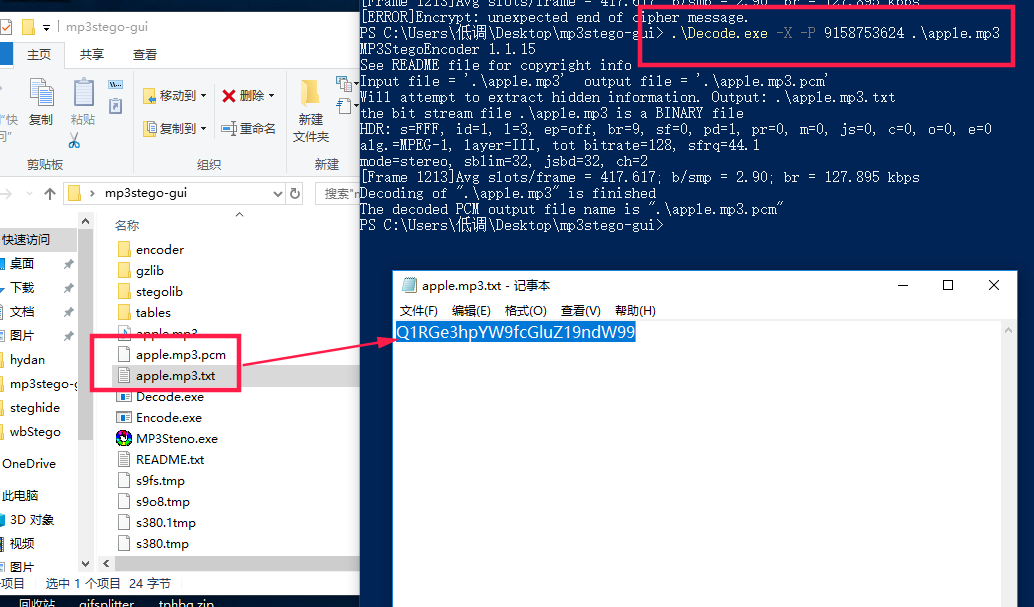 mp3stego-gui
主页 共享 查看
复制 粘贴
移动到 删除
复制到 重命名
新建
文件夹
剪贴板 组织 新建
mp3stego-gui
搜索"
名称
快速访问
桌面
下载
文档
图片
hydan
mp3stego-g
steghide
wbStego
OneDrive
此电脑
3D 对象
视频
图片
encoder
gzlib
stegolib
tables
apple.mp3
apple.mp3.pcm
apple.mp3.txt
Decode.exe
Encode.exe
MP3Steno.exe
README.txt
s9fs.tmp
s9o8.tmp
s380.1tmp
s380.tmp
项目 选中 1 个项目 24 字节
回收站 gifsplitter tphbq.zip
[Frame 1213]Avg slots/frame = 417.617; b/smp = 2.90; br = 127.895 kbps
[ERROR]Encrypt: unexpected end of cipher message.
PS C:\Users\低调\Desktop\mp3stego-gui> .\Decode.exe -X -P 9158753624 .\apple.mp3
MP3StegoEncoder 1.1.15
See README file for copyright info
Input file = '.\apple.mp3' output file = '.\apple.mp3.pcm'
Will attempt to extract hidden information. Output: .\apple.mp3.txt
the bit stream file .\apple.mp3 is a BINARY file
HDR: s=FFF, id=1, l=3, ep=off, br=9, sf=0, pd=1, pr=0, m=0, js=0, c=0, o=0, e=0
alg.=MPEG-1, layer=III, tot bitrate=128, sfrq=44.1
mode=stereo, sblim=32, jsbd=32, ch=2
[Frame 1213]Avg slots/frame = 417.617; b/smp = 2.90; br = 127.895 kbps
Decoding of ".\apple.mp3" is finished
The decoded PCM output file name is ".\apple.mp3.pcm"
PS C:\Users\低调\Desktop\mp3stego-gui>
apple.mp3.txt - 记事本
文件(F) 编辑(E) 格式(O) 查看(V) 帮助(H)
Q1RGe3hpYW9fcGluZ19ndW99